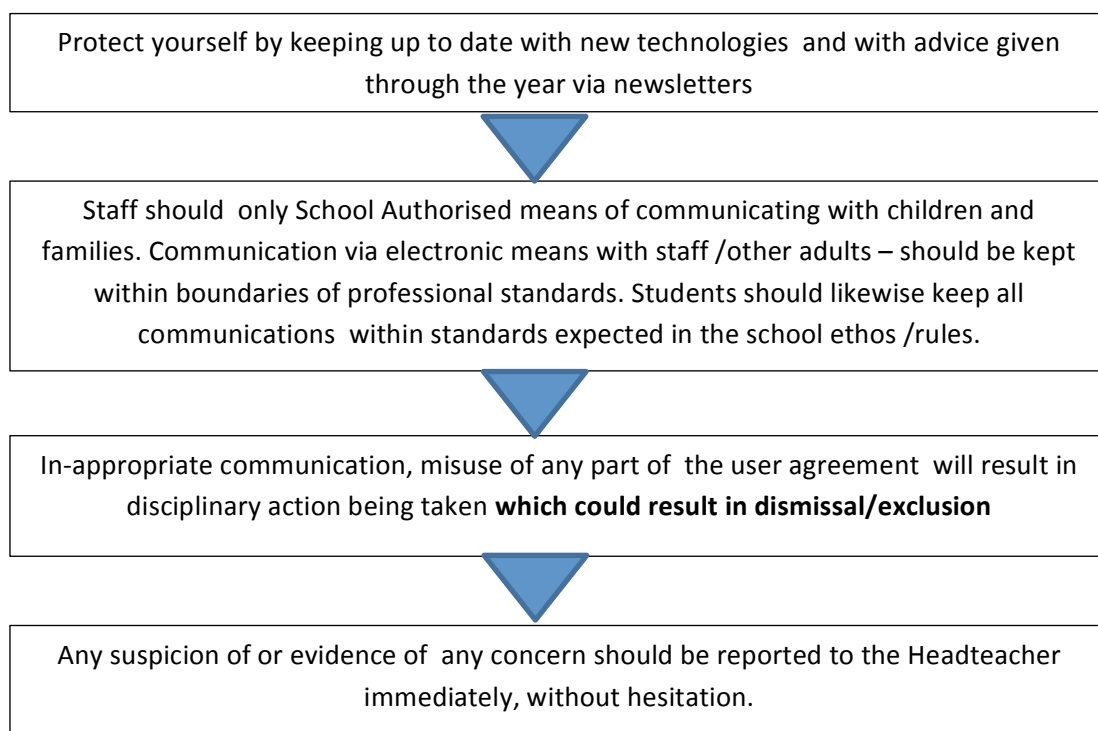 Protect yourself by keeping up to date with new technologies and with advice given
through the year via newsletters
Staff should only School Authorised means of communicating with children and
families. Communication via electronic means with staff /other adults – should be kept
within boundaries of professional standards. Students should likewise keep all
communications within standards expected in the school ethos /rules.
In-appropriate communication, misuse of any part of the user agreement will result in
disciplinary action being taken which could result in dismissal/exclusion
Any suspicion of or evidence of any concern should be reported to the Headteacher
immediately, without hesitation.